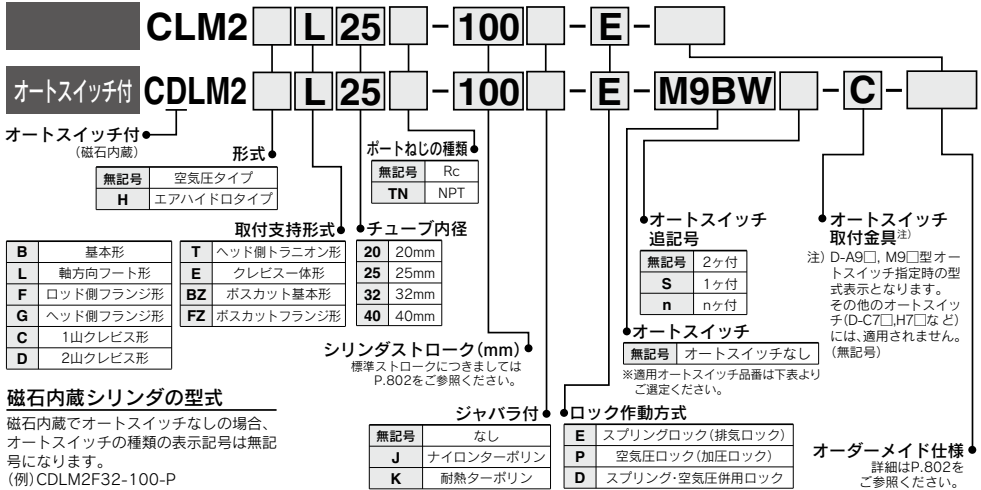 CLM2 L 25 - 100 - E -
オートスイッチ付 CDLM2 L 25 - 100 - E - M9BW - C -
オートスイッチ付
(磁石内蔵)
形式
無記号 空気圧タイプ
H エアハイドロタイプ
ポートねじの種類
無記号 Rc
TN NPT
取付支持形式
B 基本形
L 軸方向フート形
F ロッド側フランジ形
G ヘッド側フランジ形
C 1山クレビス形
D 2山クレビス形
T ヘッド側トラニオン形
E クレビス一体形
BZ ボスカット基本形
FZ ボスカットフランジ形
チューブ内径
20 20mm
25 25mm
32 32mm
40 40mm
シリンダストローク(mm)
標準ストロークにつきましては
P.802をご参照ください。
オートスイッチ
追記号
無記号 2ヶ付
S 1ヶ付
n nヶ付
オートスイッチ
取付金具注)
注) D-A9□, M9□型オー
トスイッチ指定時の型
式表示となります。
その他のオートスイッ
チ(D-C7□,H7□など)
には、適用されません。
(無記号)
オートスイッチ
無記号 オートスイッチなし
※適用オートスイッチ品番は下表より
ご選定ください。
磁石内蔵シリンダの型式
磁石内蔵でオートスイッチなしの場合、
オートスイッチの種類の表示記号は無記
号になります。
(例)CDLM2F32-100-P
ジャバラ付
無記号 なし
J ナイロンターポリン
K 耐熱ターポリン
ロック作動方式
E スプリングロック(排気ロック)
P 空気圧ロック(加圧ロック)
D スプリング・空気圧併用ロック
オーダーメイド仕様
詳細はP.802を
ご参照ください。